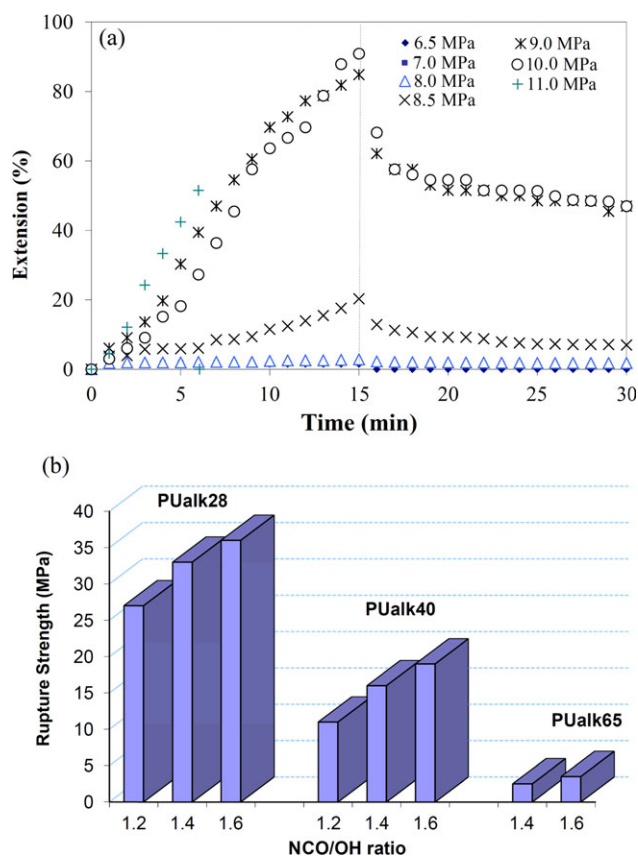 (a)
100
80
60
40
20
0
Extension (%)
6.5 MPa
7.0 MPa
8.0 MPa
8.5 MPa
9.0 MPa
10.0 MPa
11.0 MPa
0 5 10 15 20 25 30
Time (min)
(b)
40
35
30
25
20
15
10
5
0
Rupture Strength (MPa)
PUalk28
PUalk40
PUalk65
1.2 1.4 1.6 1.2 1.4 1.6 1.4 1.6
NCO/OH ratio